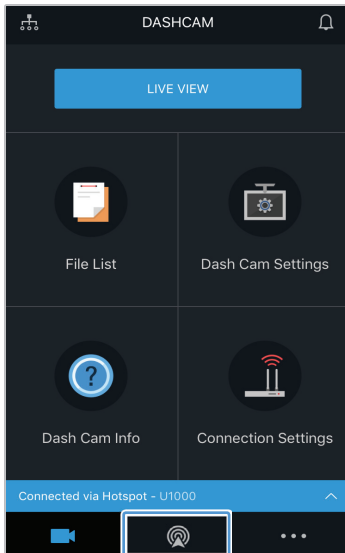 DASHCAM
LIVE VIEW
File List
Dash Cam Settings
?
Dash Cam Info
Connection Settings
Connected via Hotspot - U1000